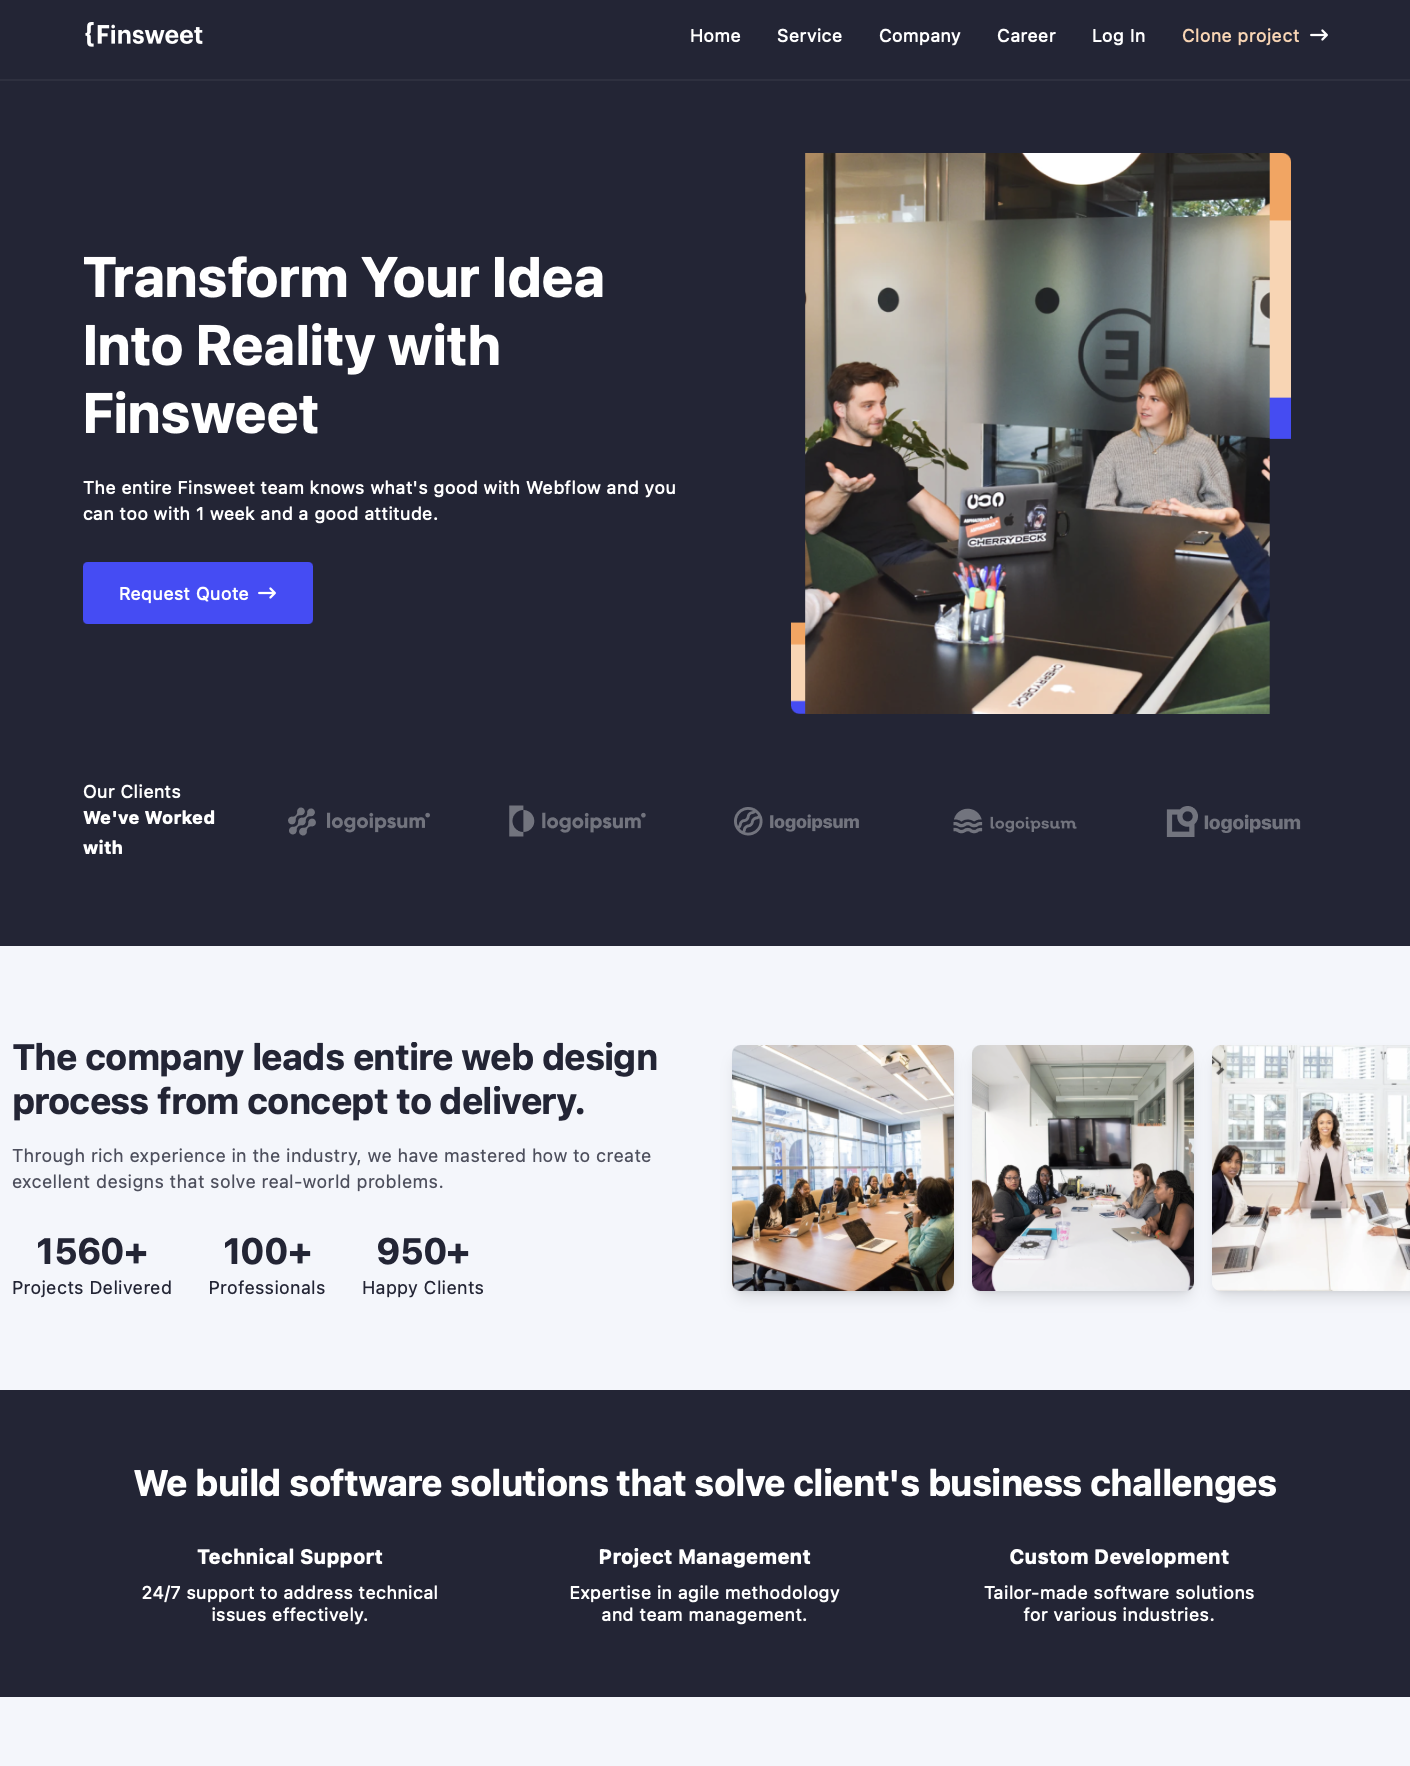 {Finsweet
Home Service Company Career Log In Clone project →
Transform Your Idea
Into Reality with
Finsweet
The entire Finsweet team knows what's good with Webflow and you
can too with 1 week and a good attitude.
Request Quote →
CHERRYDECK
CHERRYDECK
Our Clients
We've Worked
with
logoipsum logoipsum logoipsum logoipsum logoipsum
The company leads entire web design
process from concept to delivery.
Through rich experience in the industry, we have mastered how to create
excellent designs that solve real-world problems.
1560+ 100+ 950+
Projects Delivered Professionals Happy Clients
We build software solutions that solve client's business challenges
Technical Support Project Management Custom Development
24/7 support to address technical Expertise in agile methodology Tailor-made software solutions
issues effectively. and team management. for various industries.